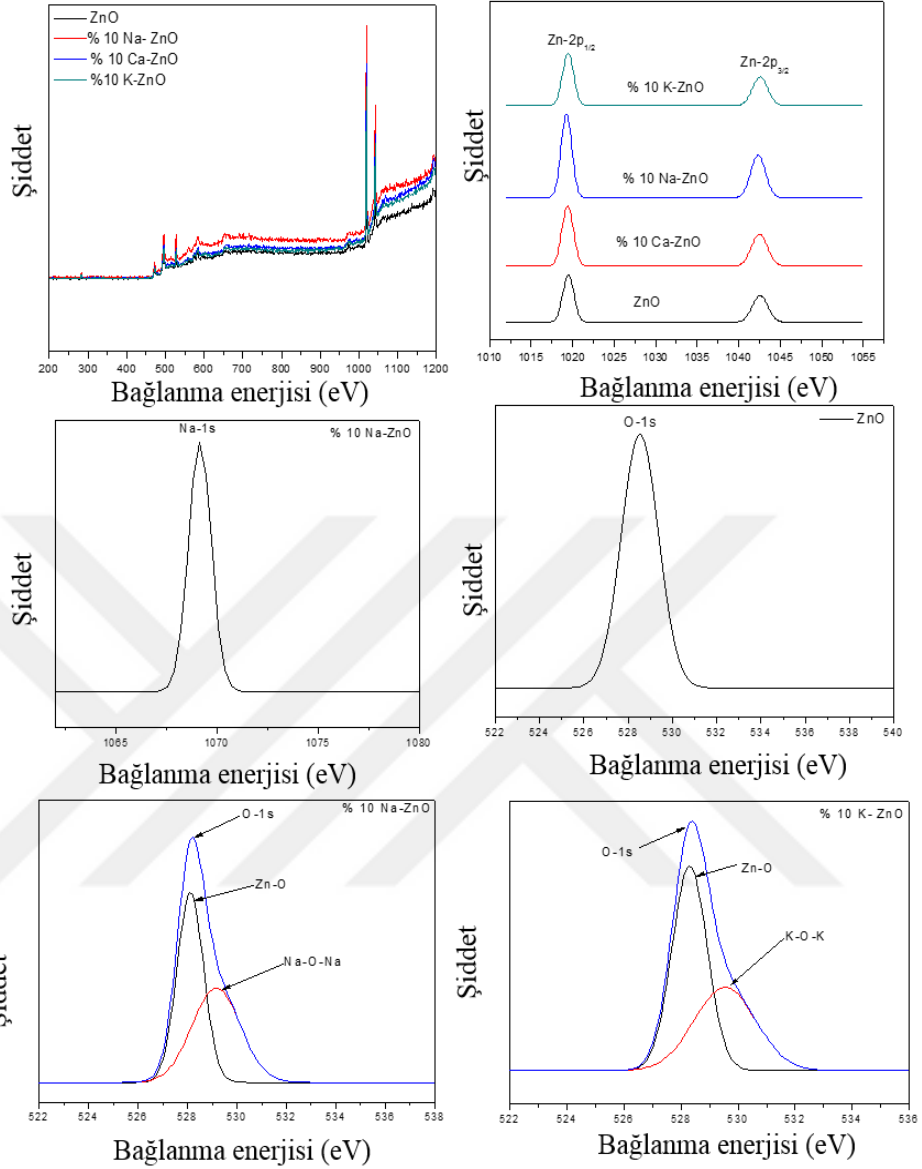 ZnO
% 10 Na- ZnO
% 10 Ca-ZnO
%10 K-ZnO
Şiddet
200 300 400 500 600 700 800 900 1000 1100 1200
Bağlanma enerjisi (eV)
Zn-2p1/2
Zn-2p3/2
% 10 K-ZnO
% 10 Na-ZnO
% 10 Ca-ZnO
ZnO
Şiddet
1010 1015 1020 1025 1030 1035 1040 1045 1050 1055
Bağlanma enerjisi (eV)
Na-1s
% 10 Na-ZnO
Şiddet
1065 1070 1075 1080
Bağlanma enerjisi (eV)
O-1s
ZnO
Şiddet
522 524 526 528 530 532 534 536 538 540
Bağlanma enerjisi (eV)
% 10 Na-ZnO
O-1s
Zn-O
Na-O-Na
Şiddet
522 524 526 528 530 532 534 536 538
Bağlanma enerjisi (eV)
% 10 K- ZnO
O-1s
Zn-O
K-O-K
Şiddet
522 524 526 528 530 532 534 536
Bağlanma enerjisi (eV)